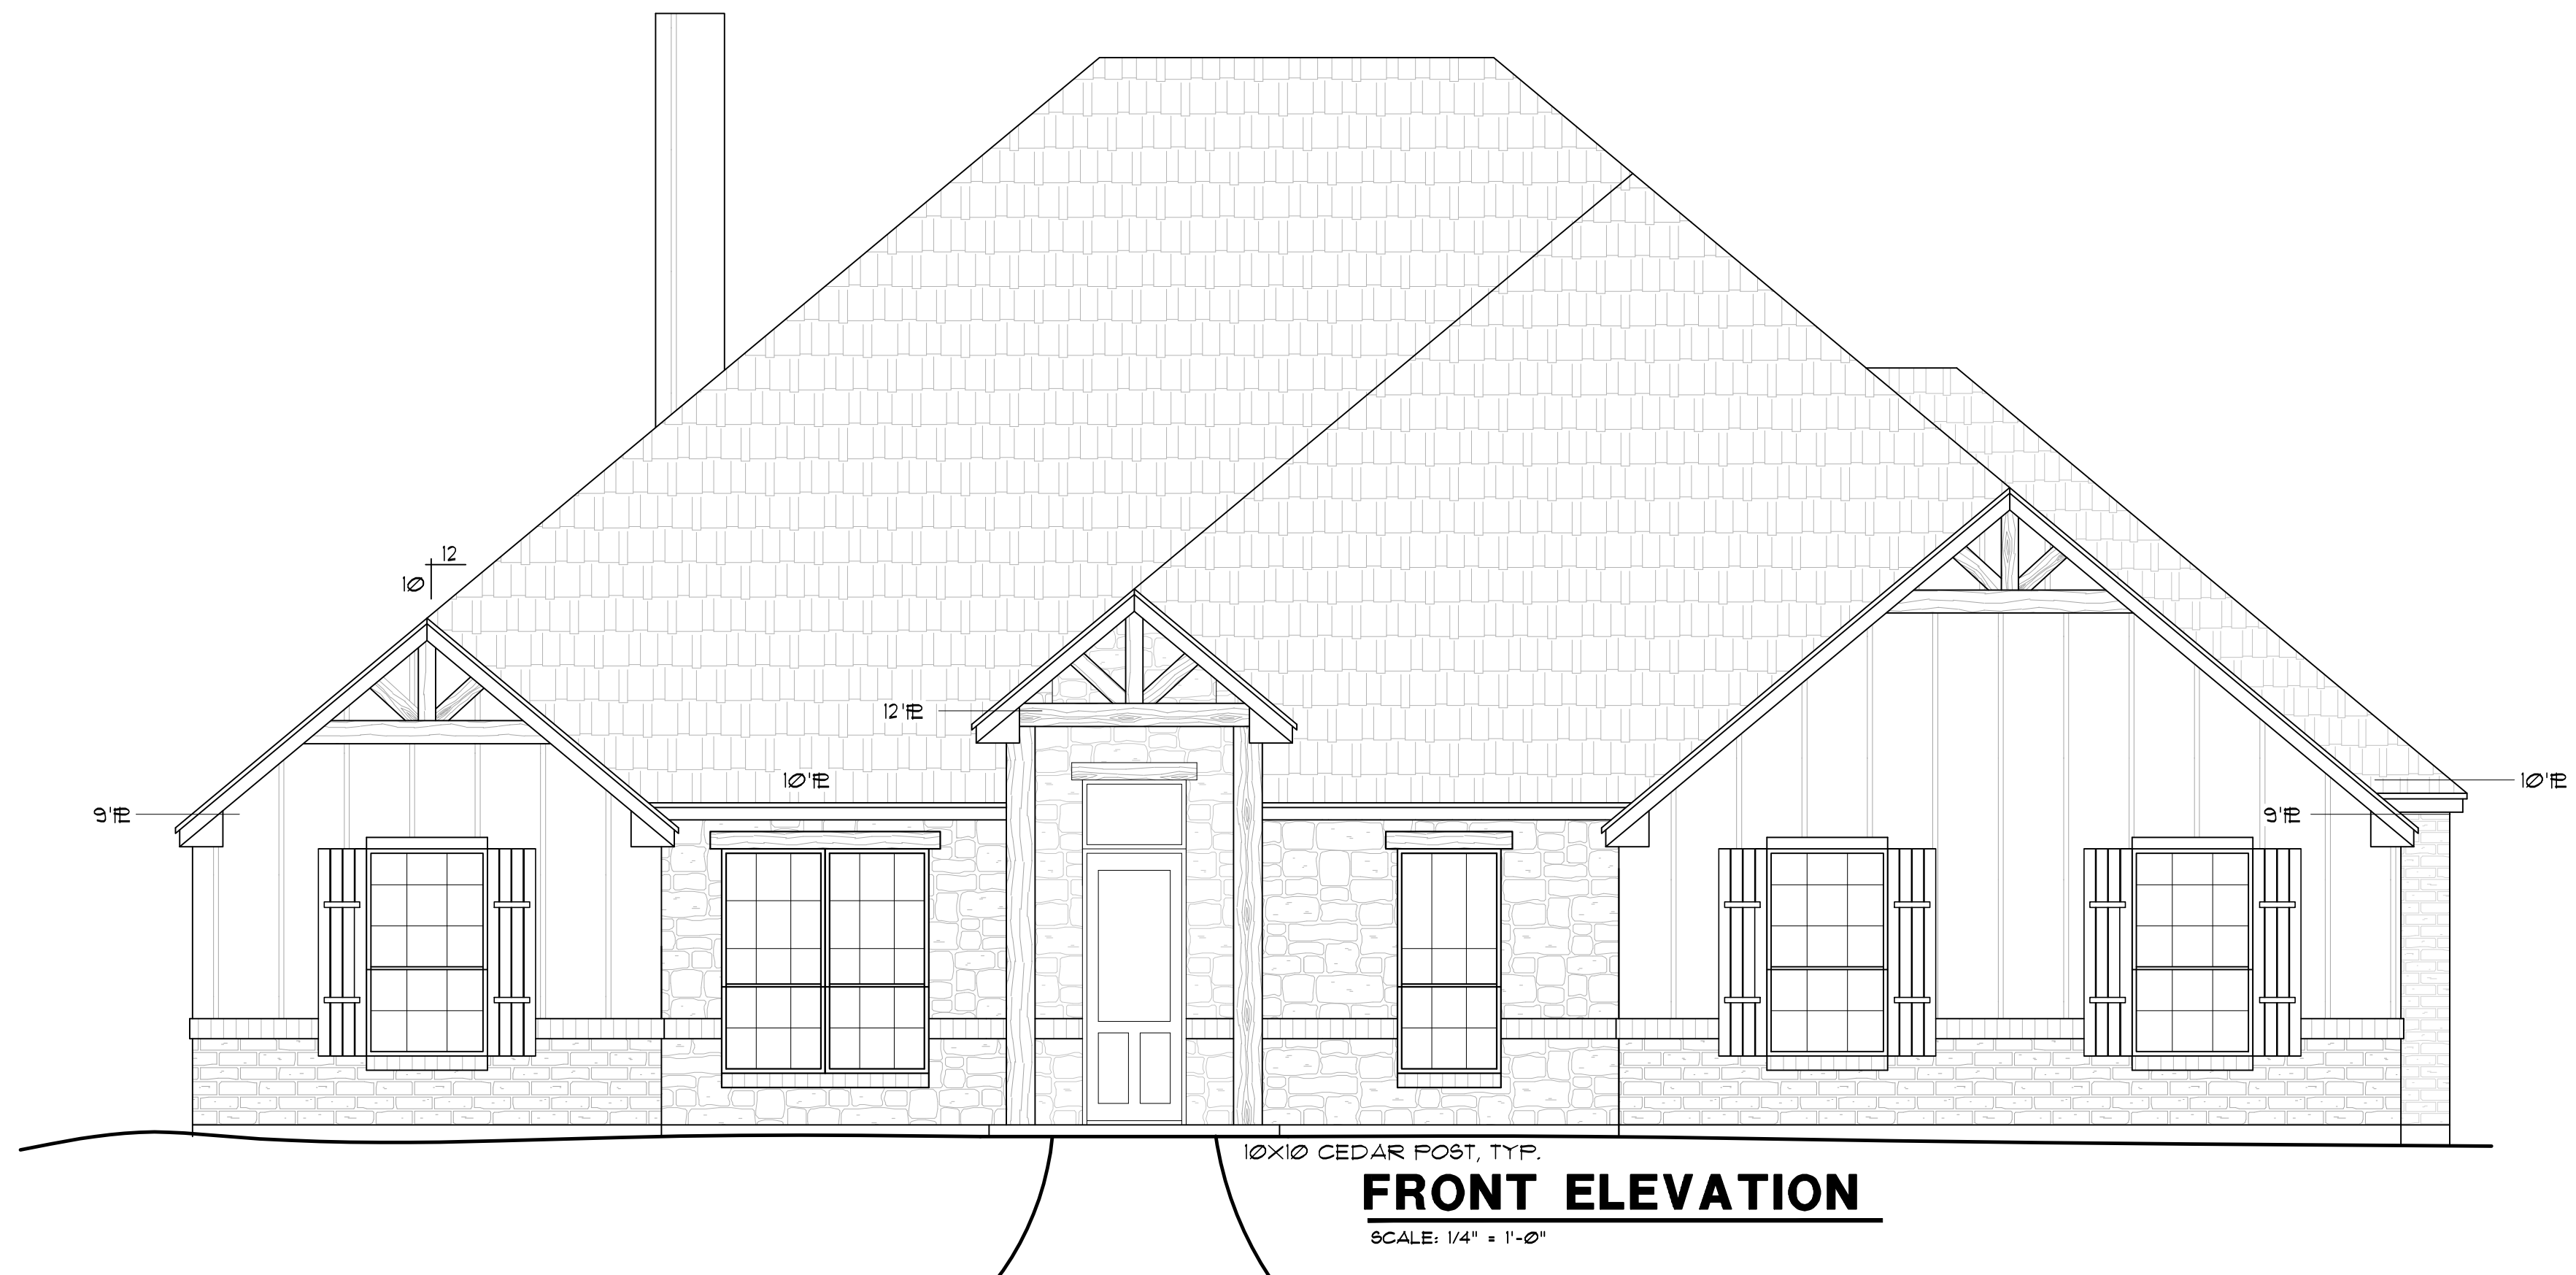 12
10
12'PL
10'PL
10'PL
9'PL
9'PL
10X10 CEDAR POST, TYP.
FRONT ELEVATION
SCALE: 1/4" = 1'-0"